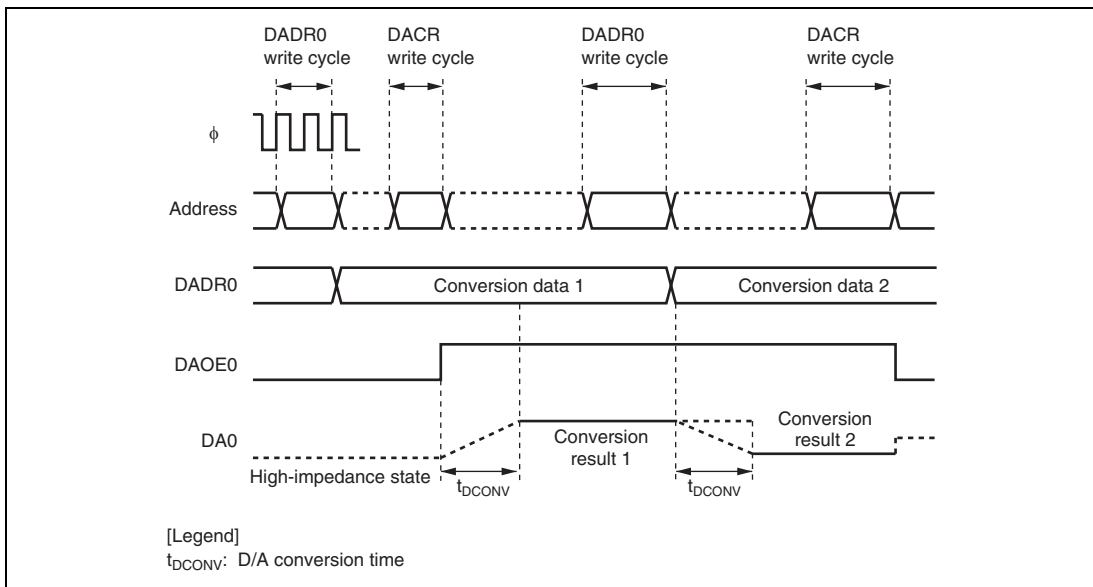 DADR0
write cycle
DACR
write cycle
DADR0
write cycle
DACR
write cycle
ϕ
Address
DADR0
Conversion data 1
Conversion data 2
DAOE0
DA0
High-impedance state
Conversion
result 1
Conversion
result 2
tDCONV
tDCONV
[Legend]
tDCONV: D/A conversion time